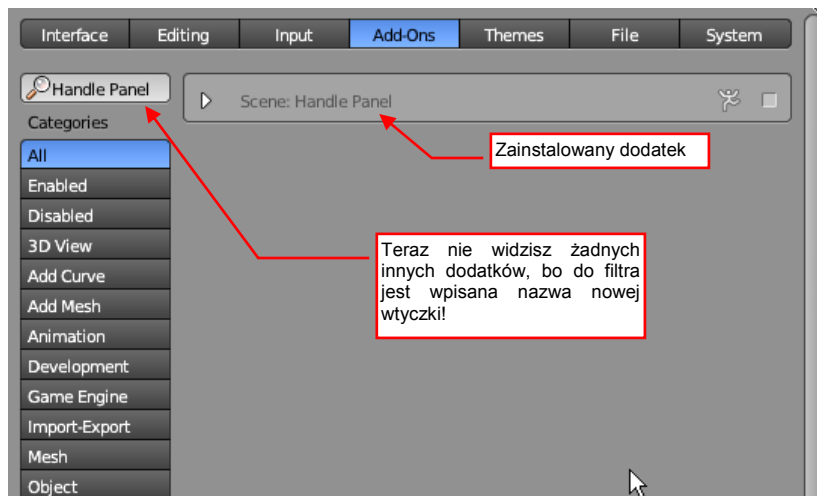 Interface Editing Input Add-Ons Themes File System
Handle Panel
Scene: Handle Panel
Categories
Zainstalowany dodatek
All
Enabled
Disabled
3D View
Teraz nie widzisz żadnych
innych dodatków, bo do filtra
jest wpisana nazwa nowej
wtyczki!
Add Curve
Add Mesh
Animation
Development
Game Engine
Import-Export
Mesh
Object